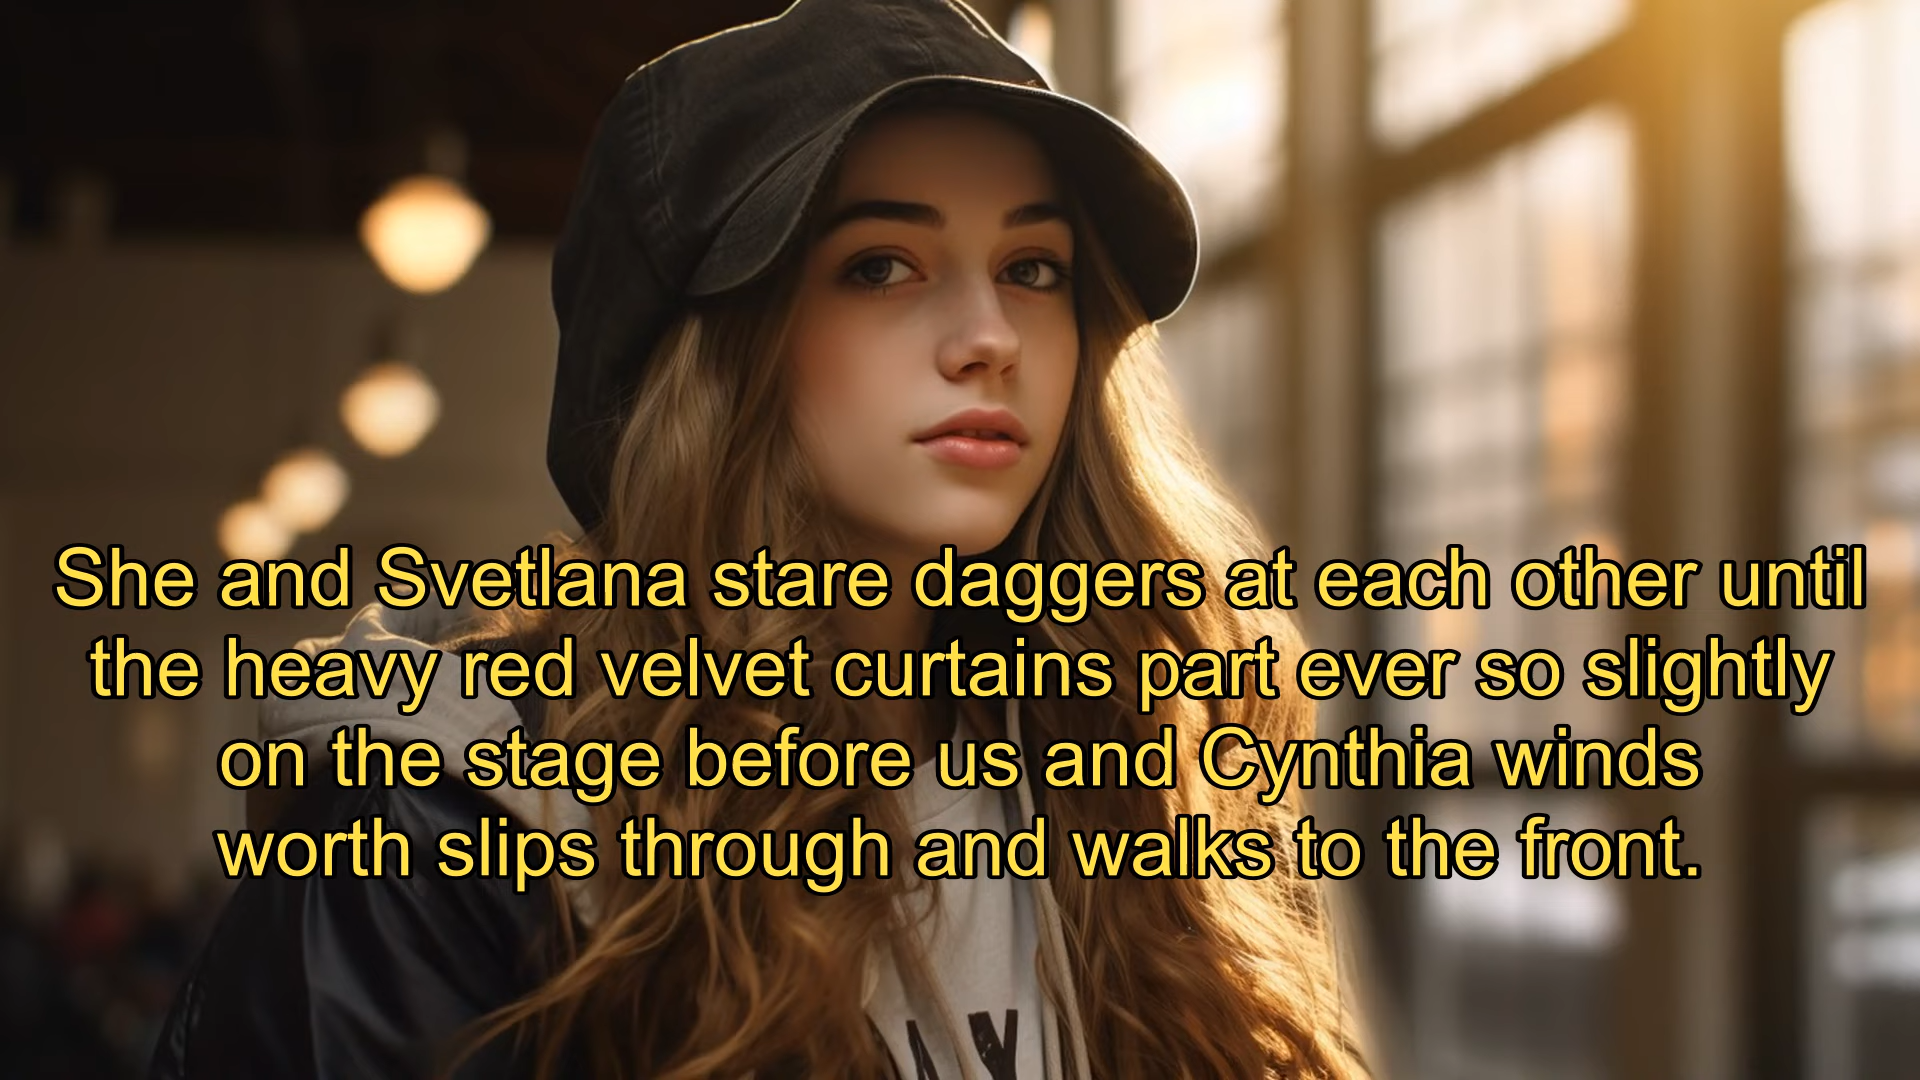 She and Svetlana stare daggers at each other until
the heavy red velvet curtains part ever so slightly
on the stage before us and Cynthia winds
worth slips through and walks to the front.
AX